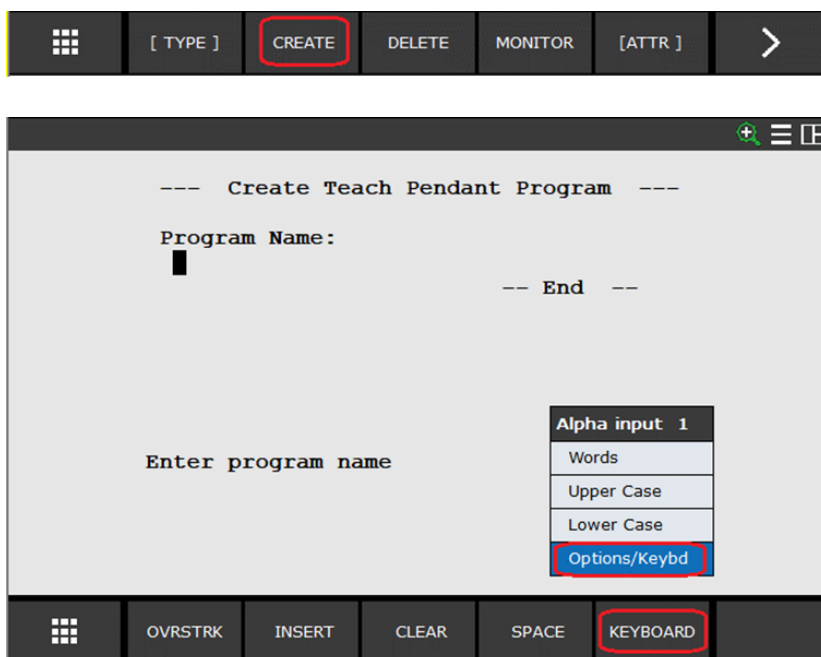 [ TYPE ] CREATE DELETE MONITOR [ATTR ]
--- Create Teach Pendant Program ---
Program Name:
-- End --
Alpha input 1
Words
Enter program name
Upper Case
Lower Case
Options/Keybd
OVRSTRK INSERT CLEAR SPACE KEYBOARD